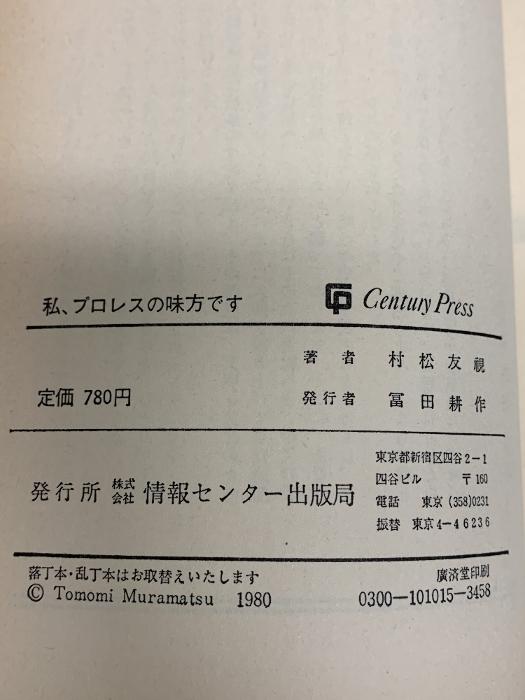 私、プロレスの味方です
CP Century Press
著者 村松友視
定価 780円
発行者 冨田耕作
発行所 株式会社 情報センター出版局
東京都新宿区四谷2−1
四谷ビル 〒160
電話 東京(358)0231
振替 東京4−46236
落丁本・乱丁本はお取替えいたします
廣済堂印刷
© Tomomi Muramatsu 1980
0300−101015−3458